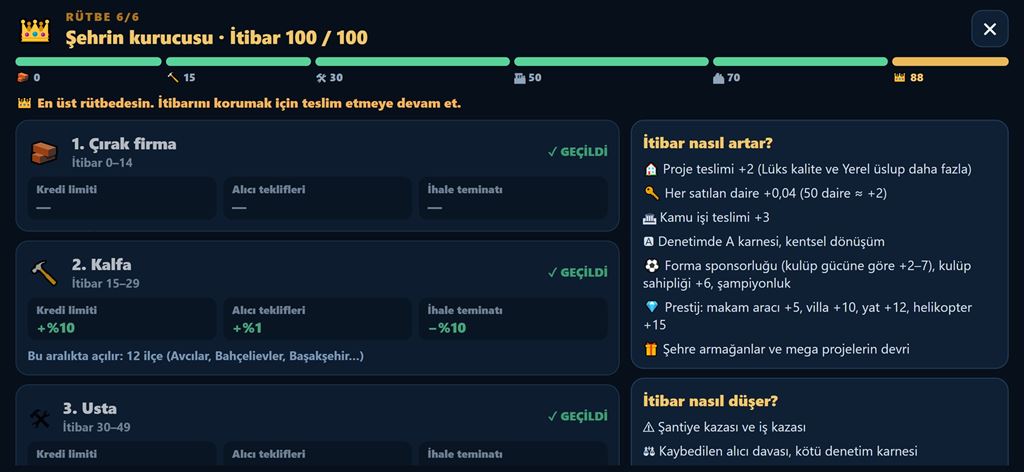 RÜTBE 6/6
Şehrin kurucusu · İtibar 100 / 100
0
15
30
50
70
88
En üst rütbedesin. İtibarını korumak için teslim etmeye devam et.
1. Çırak firma
İtibar 0–14
✓ GEÇİLDİ
Kredi limiti
—
Alıcı teklifleri
—
İhale teminatı
—
2. Kalfa
İtibar 15–29
✓ GEÇİLDİ
Kredi limiti
+%10
Alıcı teklifleri
+%1
İhale teminatı
−%10
Bu aralıkta açılır: 12 ilçe (Avcılar, Bahçelievler, Başakşehir...)
3. Usta
İtibar 30–49
✓ GEÇİLDİ
Kredi limiti
Alıcı teklifleri
İhale teminatı
İtibar nasıl artar?
Proje teslimi +2 (Lüks kalite ve Yerel üslup daha fazla)
Her satılan daire +0,04 (50 daire ≈ +2)
Kamu işi teslimi +3
A Denetimde A karnesi, kentsel dönüşüm
Forma sponsorluğu (kulüp gücüne göre +2–7), kulüp
sahipliği +6, şampiyonluk
Prestij: makam aracı +5, villa +10, yat +12, helikopter
+15
Şehre armağanlar ve mega projelerin devri
İtibar nasıl düşer?
Şantiye kazası ve iş kazası
Kaybedilen alıcı davası, kötü denetim karnesi